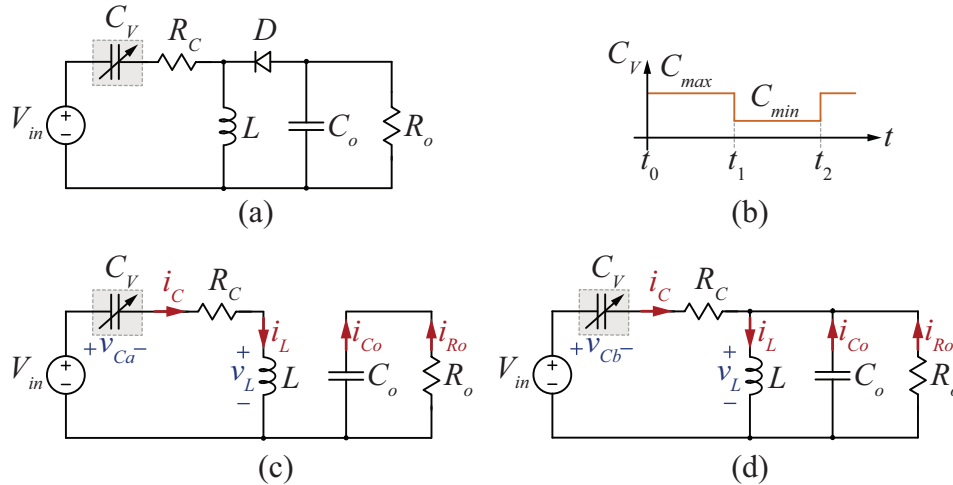 C_V
R_C
D
V_in
+
−
L
C_o
R_o
(a)
C_V
C_max
C_min
t
t_0
t_1
t_2
(b)
C_V
i_C
R_C
+ v_Ca −
V_in
+
−
i_L
+
v_L
−
L
i_Co
C_o
i_Ro
R_o
(c)
C_V
i_C
R_C
+ v_Cb −
V_in
+
−
i_L
+
v_L
−
L
i_Co
C_o
i_Ro
R_o
(d)